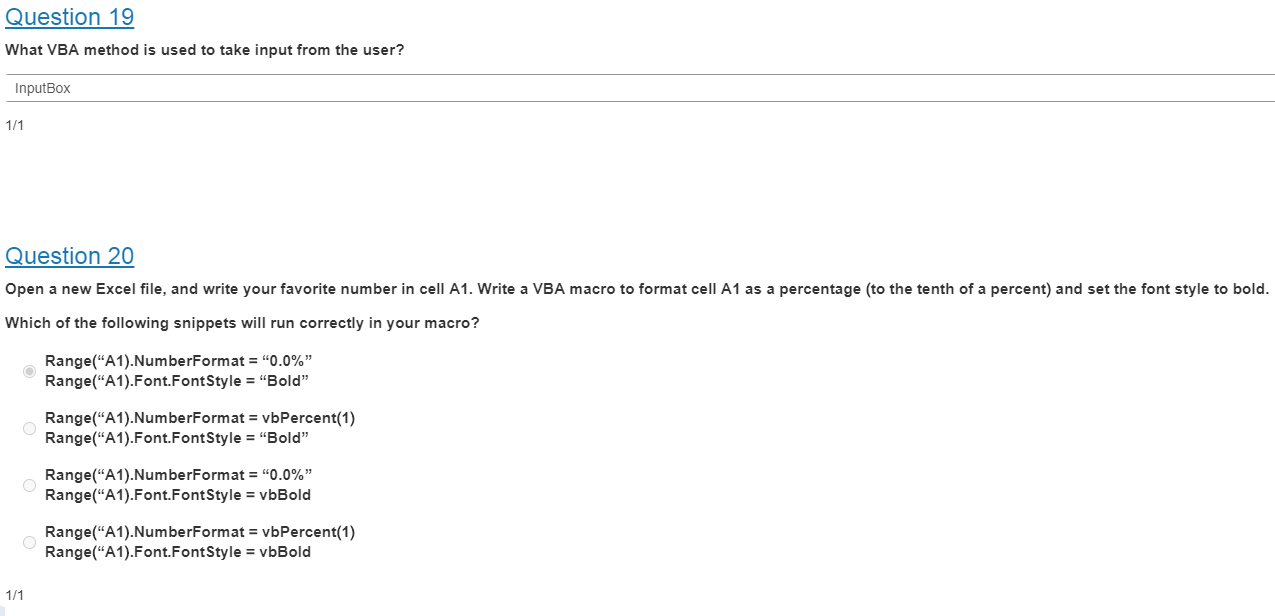 Question 19
What VBA method is used to take input from the user?
InputBox
1/1
Question 20
Open a new Excel file, and write your favorite number in cell A1. Write a VBA macro to format cell A1 as a percentage (to the tenth of a percent) and set the font style to bold.
Which of the following snippets will run correctly in your macro?
Range(“A1).NumberFormat = “0.0%”
Range(“A1).Font.FontStyle = “Bold”
Range(“A1).NumberFormat = vbPercent(1)
Range(“A1).Font.FontStyle = “Bold”
Range(“A1).NumberFormat = “0.0%”
Range(“A1).Font.FontStyle = vbBold
Range(“A1).NumberFormat = vbPercent(1)
Range(“A1).Font.FontStyle = vbBold
1/1